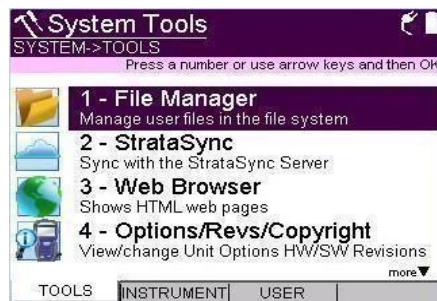 System Tools
SYSTEM->TOOLS
Press a number or use arrow keys and then OK
1 - File Manager
Manage user files in the file system
2 - StrataSync
Sync with the StrataSync Server
3 - Web Browser
Shows HTML web pages
4 - Options/Revs/Copyright
View/change Unit Options HW/SW Revisions
more▼
TOOLS INSTRUMENT USER